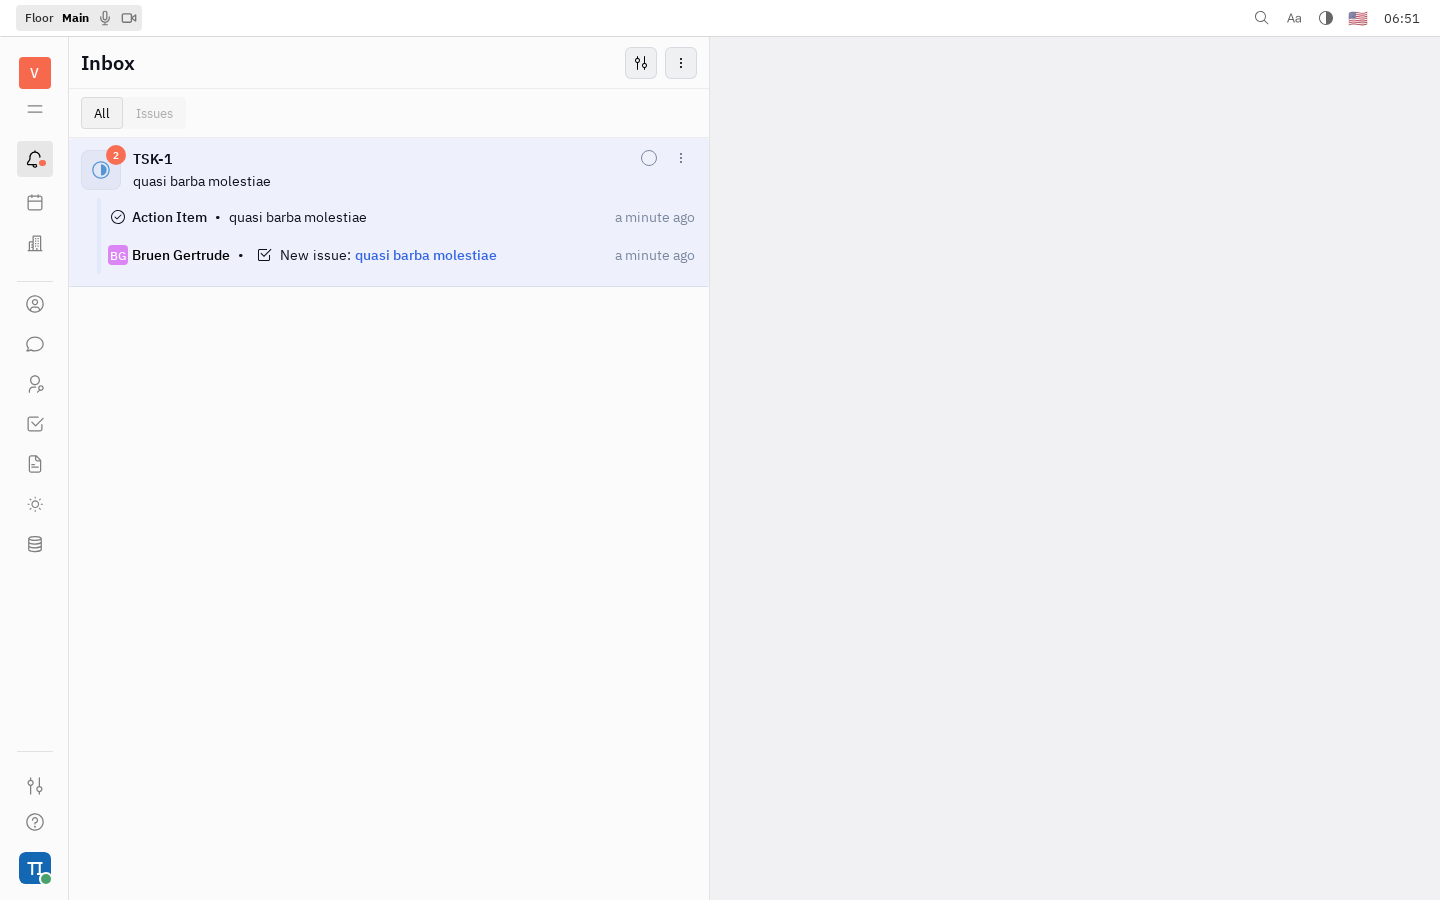 Floor Main
Aa
06:51
V
Inbox
All
Issues
2
TSK-1
quasi barba molestiae
Action Item • quasi barba molestiae
a minute ago
BG Bruen Gertrude • New issue: quasi barba molestiae
a minute ago
TI